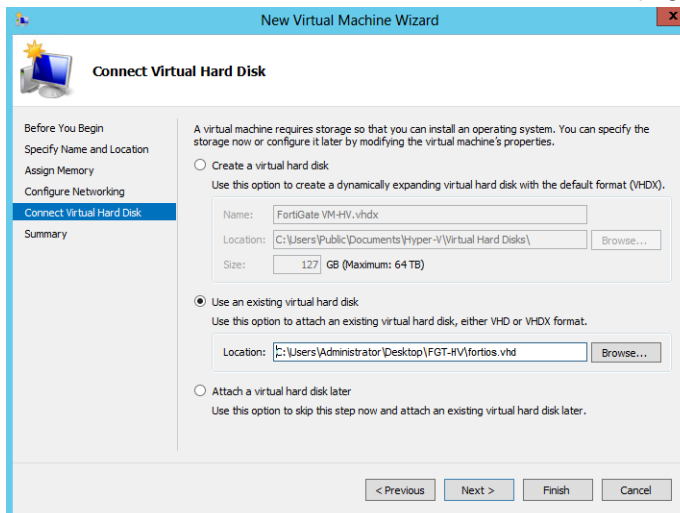 New Virtual Machine Wizard
x
Connect Virtual Hard Disk
Before You Begin
Specify Name and Location
Assign Memory
Configure Networking
Connect Virtual Hard Disk
Summary
A virtual machine requires storage so that you can install an operating system. You can specify the
storage now or configure it later by modifying the virtual machine's properties.
Create a virtual hard disk
Use this option to create a dynamically expanding virtual hard disk with the default format (VHDX).
Name: FortiGate VM-HV.vhdx
Location: C:\Users\Public\Documents\Hyper-V\Virtual Hard Disks\ Browse...
Size: 127 GB (Maximum: 64 TB)
Use an existing virtual hard disk
Use this option to attach an existing virtual hard disk, either VHD or VHDX format.
Location: C:\Users\Administrator\Desktop\FGT-HV\fortios.vhd Browse...
Attach a virtual hard disk later
Use this option to skip this step now and attach an existing virtual hard disk later.
< Previous Next > Finish Cancel